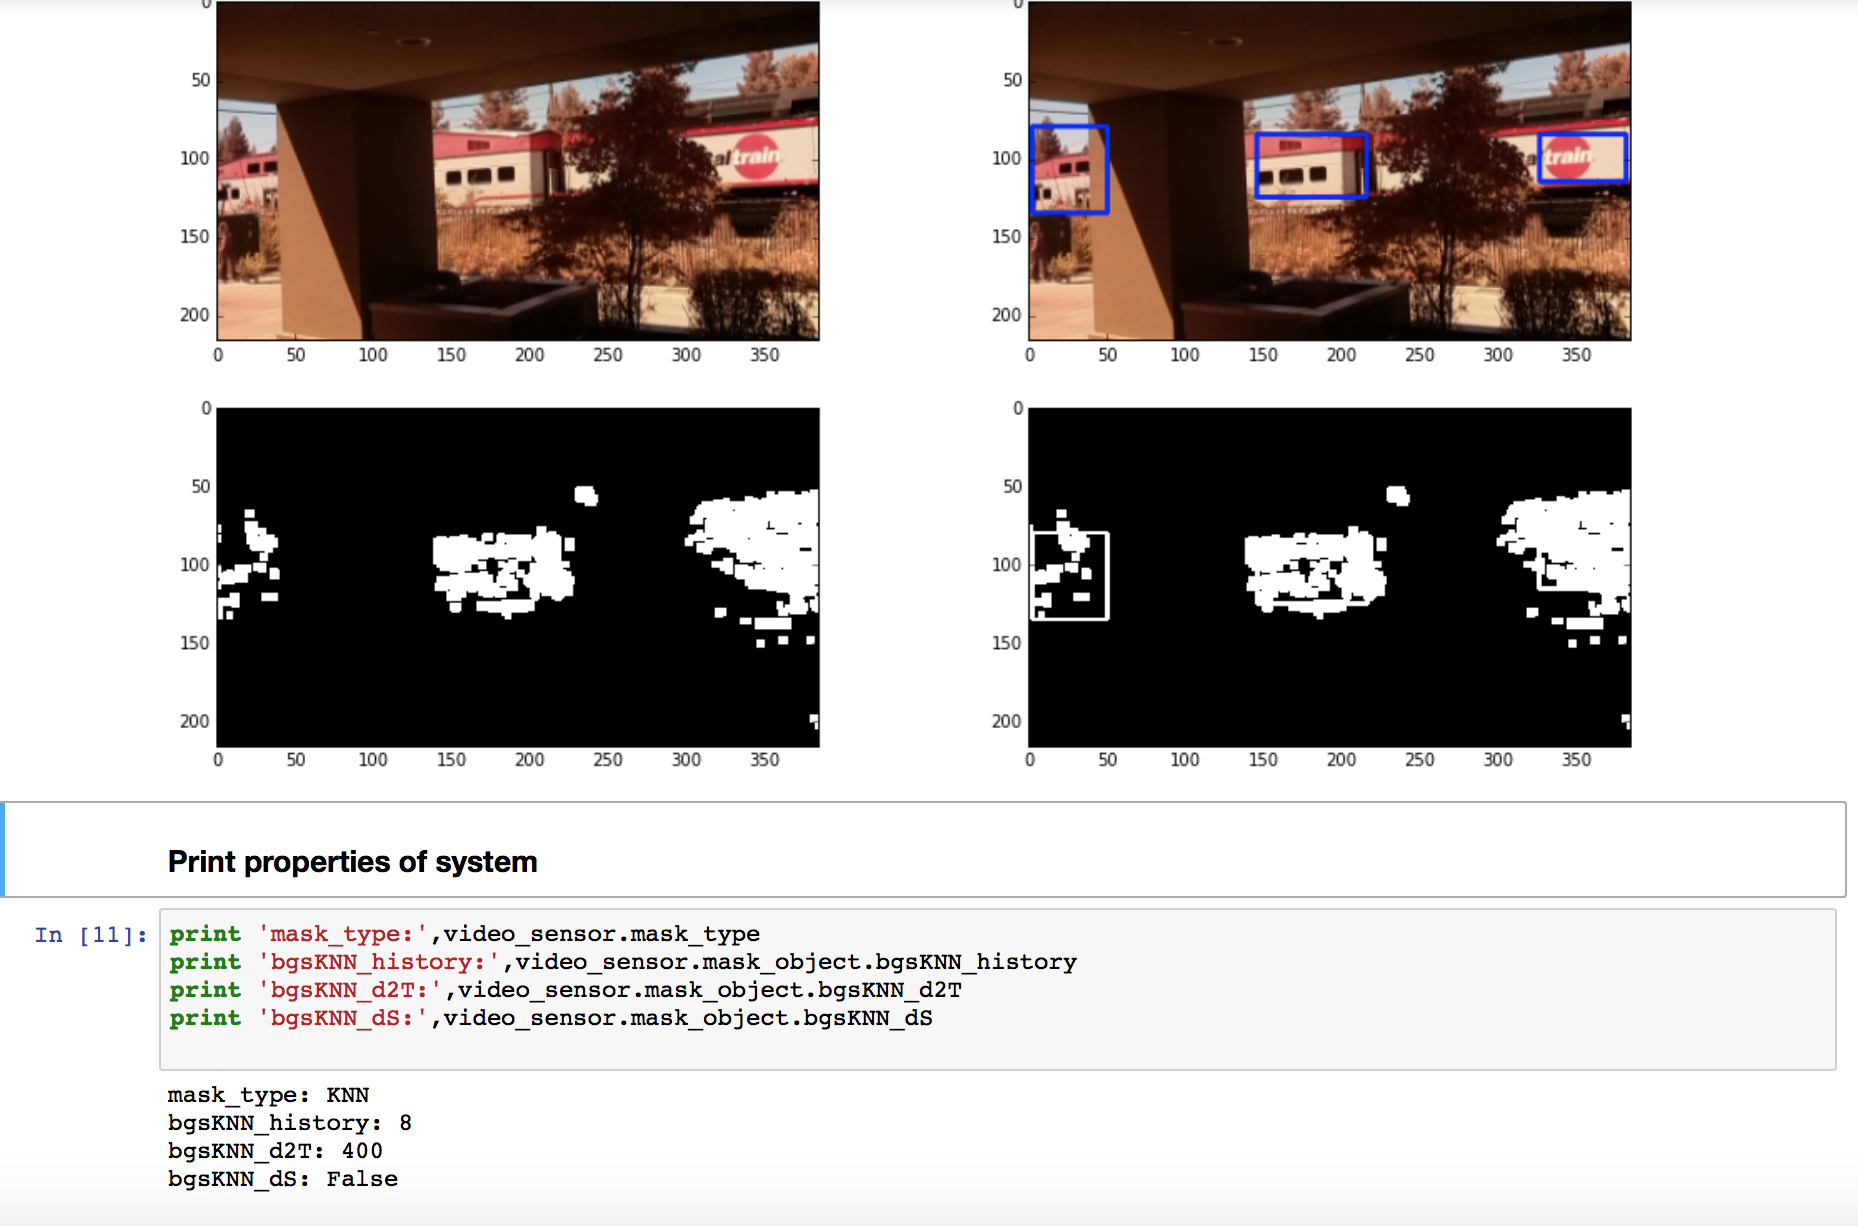 0
50
100
150
200
0 50 100 150 200 250 300 350
altrain
0
50
100
150
200
0 50 100 150 200 250 300 350
a train
0
50
100
150
200
0 50 100 150 200 250 300 350
0
50
100
150
200
0 50 100 150 200 250 300 350
Print properties of system
In [11]:
print 'mask_type:',video_sensor.mask_type
print 'bgsKNN_history:',video_sensor.mask_object.bgsKNN_history
print 'bgsKNN_d2T:',video_sensor.mask_object.bgsKNN_d2T
print 'bgsKNN_dS:',video_sensor.mask_object.bgsKNN_dS
mask_type: KNN
bgsKNN_history: 8
bgsKNN_d2T: 400
bgsKNN_dS: False